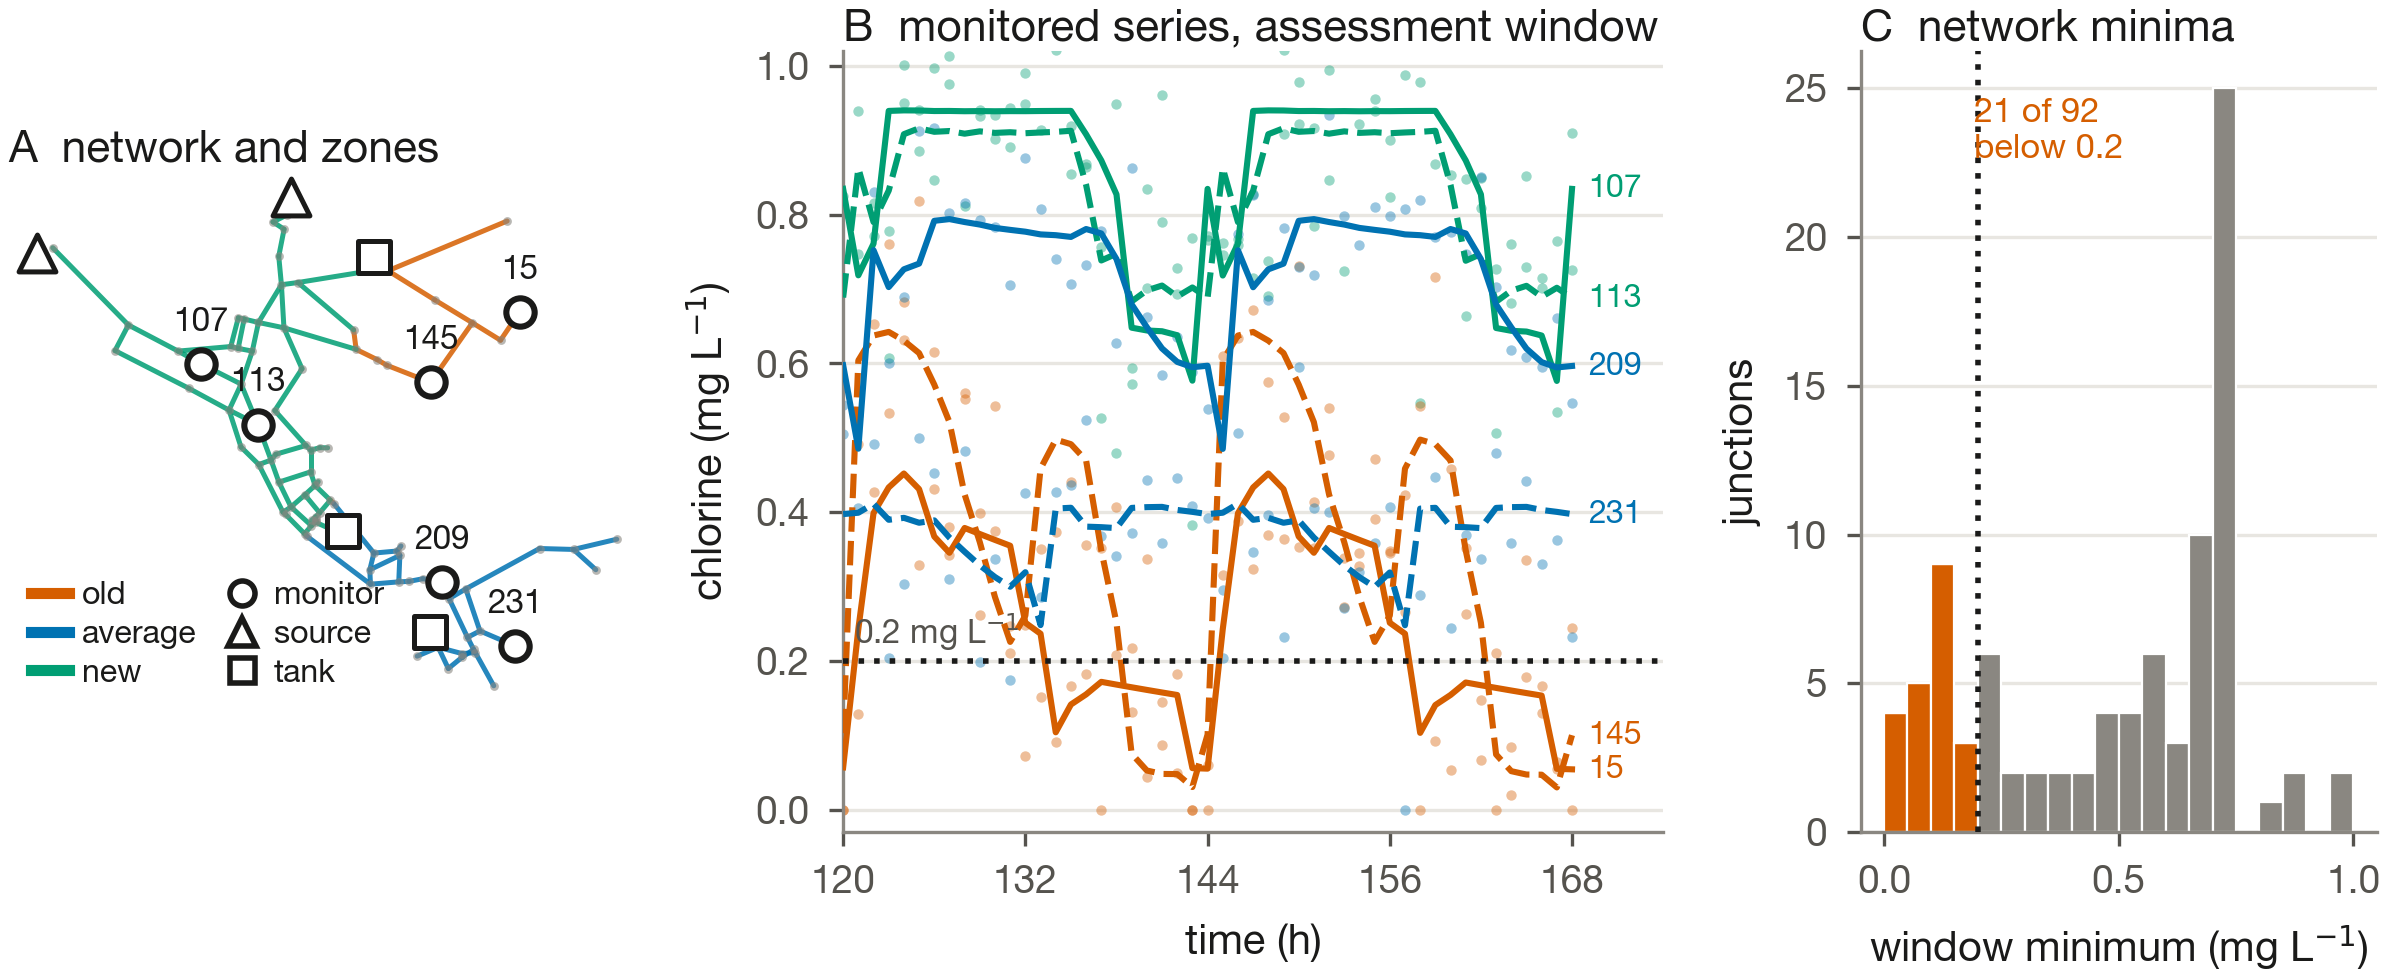 A network and zones
15
107
145
113
209
231
old
average
new
monitor
source
tank
B monitored series, assessment window
chlorine (mg L⁻¹)
1.0
0.8
0.6
0.4
0.2
0.0
0.2 mg L⁻¹
107
113
209
231
145
15
120 132 144 156 168
time (h)
C network minima
junctions
25
20
15
10
5
0
21 of 92
below 0.2
0.0 0.5 1.0
window minimum (mg L⁻¹)